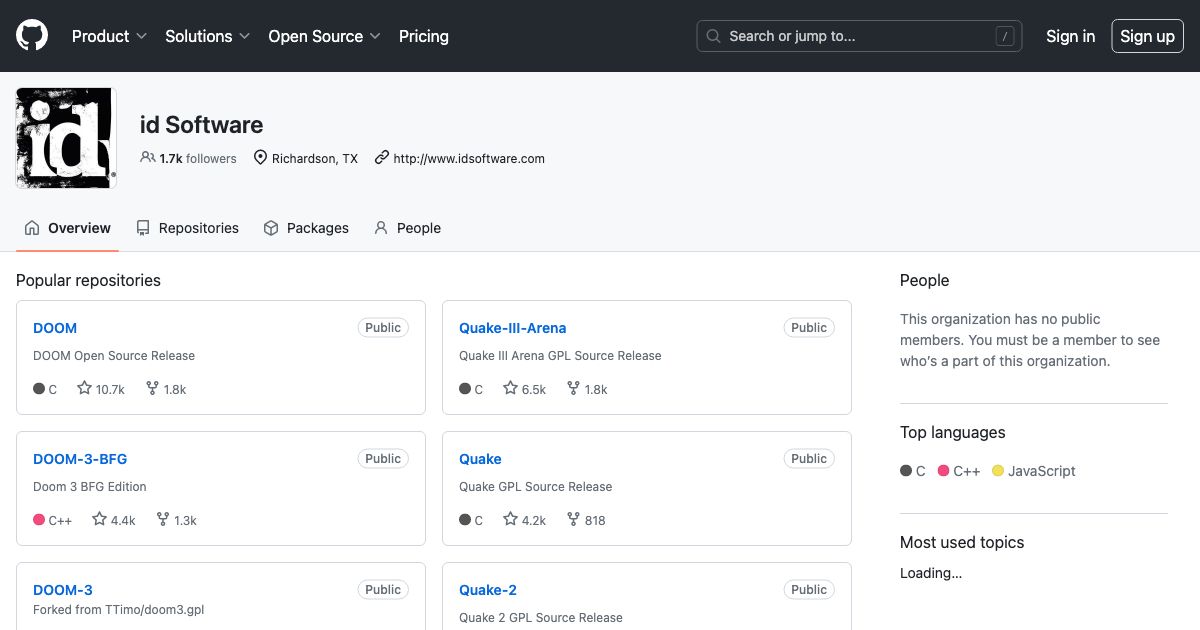 Product Solutions Open Source Pricing Search or jump to... / Sign in Sign up
id
id Software
1.7k followers Richardson, TX http://www.idsoftware.com
Overview Repositories Packages People
Popular repositories
DOOM Public
DOOM Open Source Release
C 10.7k 1.8k
Quake-III-Arena Public
Quake III Arena GPL Source Release
C 6.5k 1.8k
DOOM-3-BFG Public
Doom 3 BFG Edition
C++ 4.4k 1.3k
Quake Public
Quake GPL Source Release
C 4.2k 818
DOOM-3 Public
Forked from TTimo/doom3.gpl
Quake-2 Public
Quake 2 GPL Source Release
People
This organization has no public
members. You must be a member to see
who's a part of this organization.
Top languages
C C++ JavaScript
Most used topics
Loading...